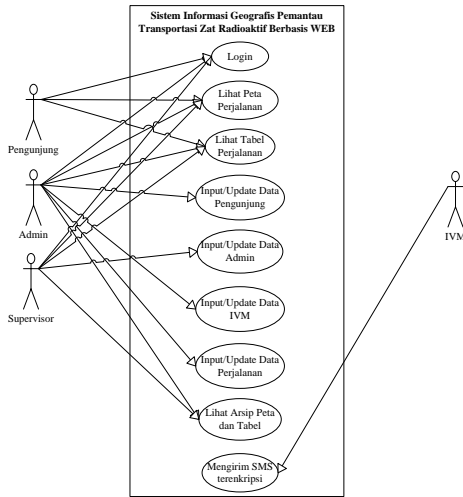 Sistem Informasi Geografis Pemantau
Transportasi Zat Radioaktif Berbasis WEB
Login
Lihat Peta
Perjalanan
Pengunjung
Lihat Tabel
Perjalanan
Input/Update Data
Pengunjung
Admin
IVM
Input/Update Data
Admin
Supervisor
Input/Update Data
IVM
Input/Update Data
Perjalanan
Lihat Arsip Peta
dan Tabel
Mengirim SMS
terenkripsi